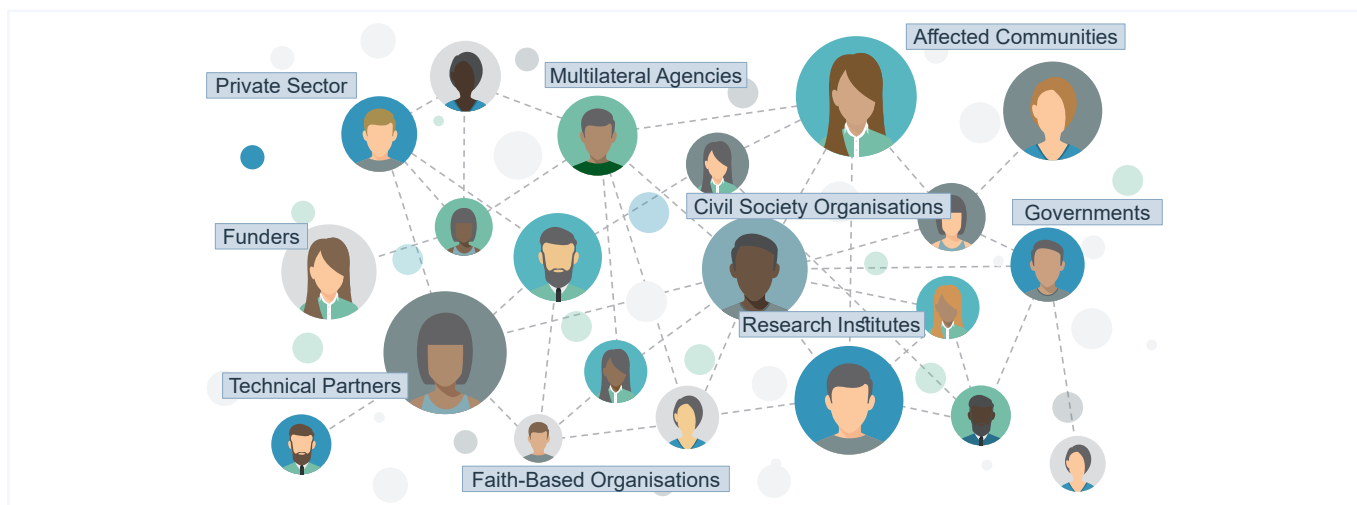 Affected Communities
Private Sector
Multilateral Agencies
Civil Society Organisations
Governments
Funders
Research Institutes
Technical Partners
Faith-Based Organisations